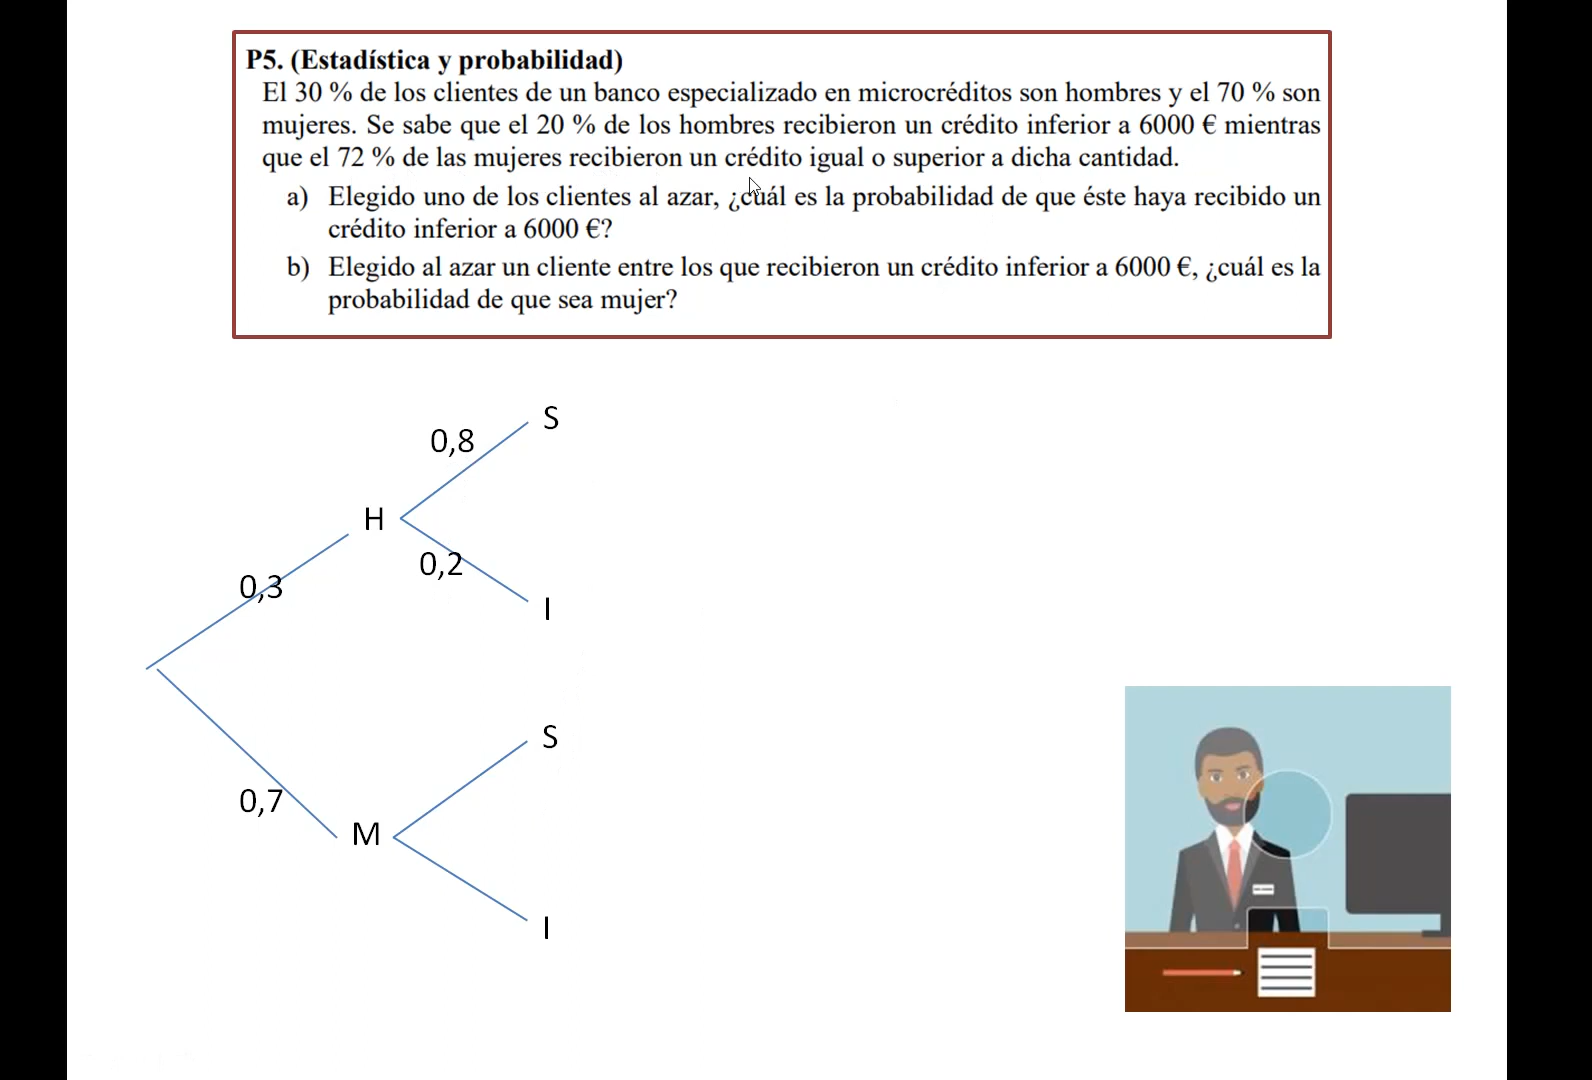 P5. (Estadística y probabilidad)
El 30 % de los clientes de un banco especializado en microcréditos son hombres y el 70 % son
mujeres. Se sabe que el 20 % de los hombres recibieron un crédito inferior a 6000 € mientras
que el 72 % de las mujeres recibieron un crédito igual o superior a dicha cantidad.
a) Elegido uno de los clientes al azar, ¿cuál es la probabilidad de que éste haya recibido un
crédito inferior a 6000 €?
b) Elegido al azar un cliente entre los que recibieron un crédito inferior a 6000 €, ¿cuál es la
probabilidad de que sea mujer?
S
0,8
H
0,2
0,3
I
S
0,7
M
I